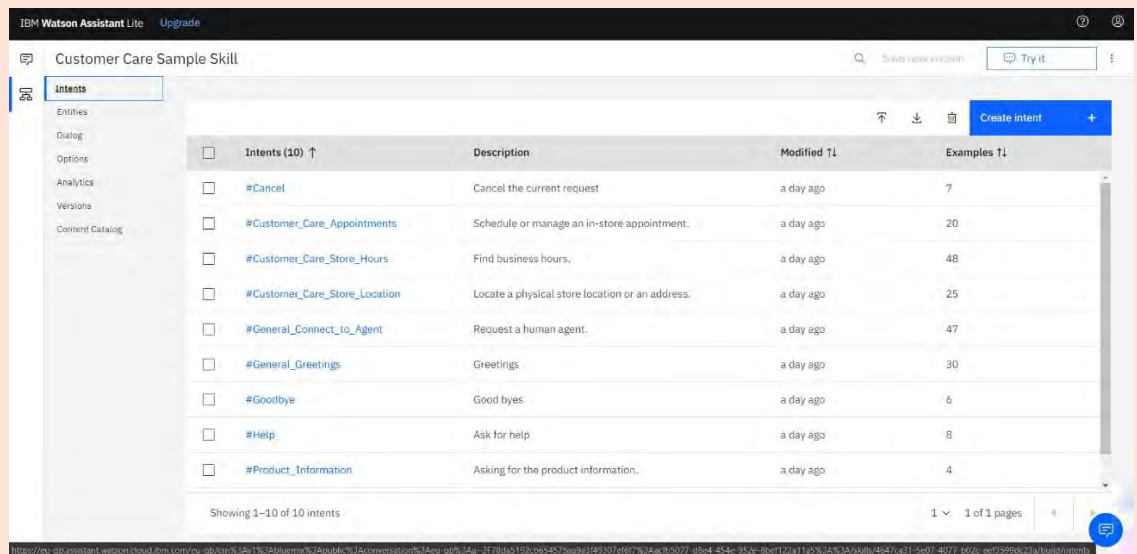 IBM Watson Assistant Lite Upgrade
Customer Care Sample Skill
Save new version Try it
Intents
Entities
Dialog
Options
Analytics
Versions
Content Catalog
Create intent +
Intents (10) ↑ Description Modified ↑↓ Examples ↑↓
#Cancel Cancel the current request a day ago 7
#Customer_Care_Appointments Schedule or manage an in-store appointment. a day ago 20
#Customer_Care_Store_Hours Find business hours. a day ago 48
#Customer_Care_Store_Location Locate a physical store location or an address. a day ago 25
#General_Connect_to_Agent Request a human agent. a day ago 47
#General_Greetings Greetings a day ago 30
#Goodbye Good byes a day ago 6
#Help Ask for help a day ago 8
#Product_Information Asking for the product information. a day ago 4
Showing 1–10 of 10 intents 1 1 of 1 pages